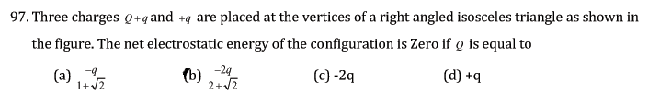 97. Three charges Q+q and +q are placed at the vertices of a right angled isosceles triangle as shown in
the figure. The net electrostatic energy of the configuration is Zero if Q is equal to
(a) -q/1+√2 (b) -2q/2+√2 (c) -2q (d) +q